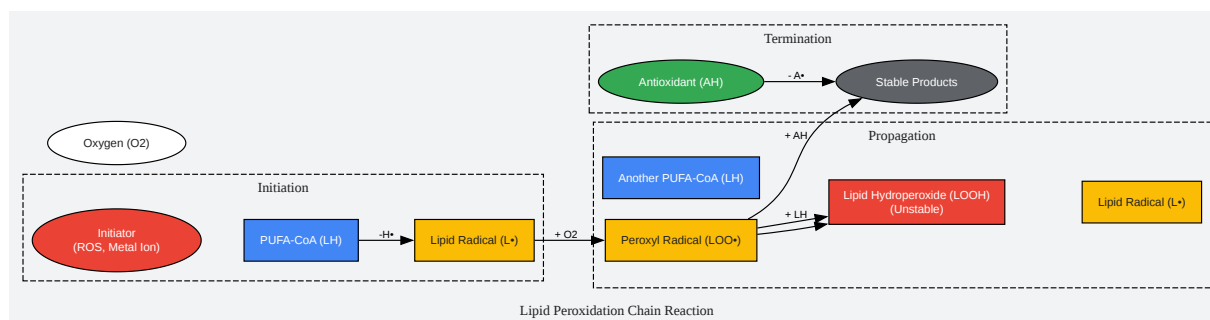 Termination
Antioxidant (AH)
- A•
Stable Products
Oxygen (O2)
+ AH
Propagation
Initiation
Another PUFA-CoA (LH)
Lipid Hydroperoxide (LOOH)
(Unstable)
Lipid Radical (L•)
Initiator
(ROS, Metal Ion)
PUFA-CoA (LH)
-H•
Lipid Radical (L•)
+ O2
Peroxyl Radical (LOO•)
+ LH
Lipid Peroxidation Chain Reaction